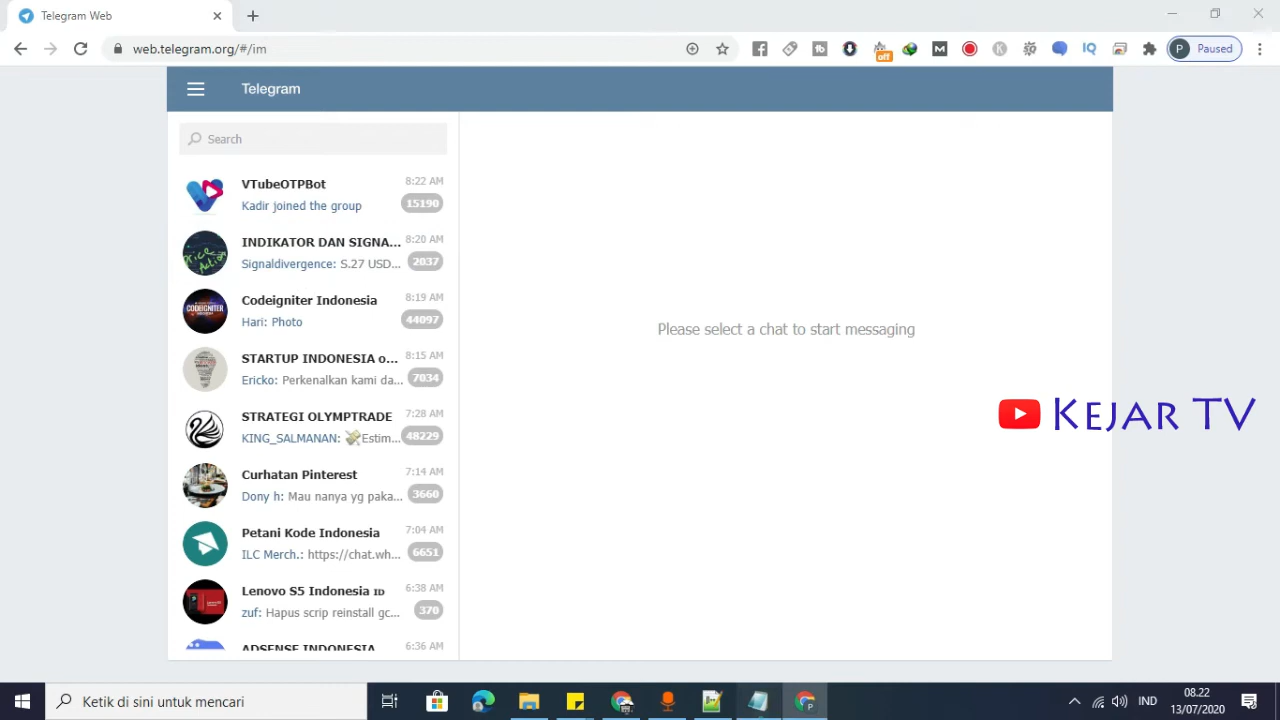 Telegram Web
web.telegram.org/#/im
off
M
K
IQ
P Paused
Telegram
Search
VTubeOTPBot 8:22 AM
Kadir joined the group 15190
INDIKATOR DAN SIGNA... 8:20 AM
Signaldivergence: S.27 USD... 2037
Price Action
Codeigniter Indonesia 8:19 AM
CODEIGNITER
Hari: Photo 44097
STARTUP INDONESIA o... 8:15 AM
Ericko: Perkenalkan kami da... 7034
Please select a chat to start messaging
STRATEGI OLYMPTRADE 7:28 AM
KING_SALMANAN: 💸Estim... 48229
KEJAR TV
Curhatan Pinterest 7:14 AM
Dony h: Mau nanya yg paka... 3660
Petani Kode Indonesia 7:04 AM
ILC Merch.: https://chat.wh... 6651
Lenovo S5 Indonesia ID 6:38 AM
zuf: Hapus scrip reinstall gc... 370
ADSENSE INDONESIA 6:36 AM
Ketik di sini untuk mencari
IND
08.22
13/07/2020